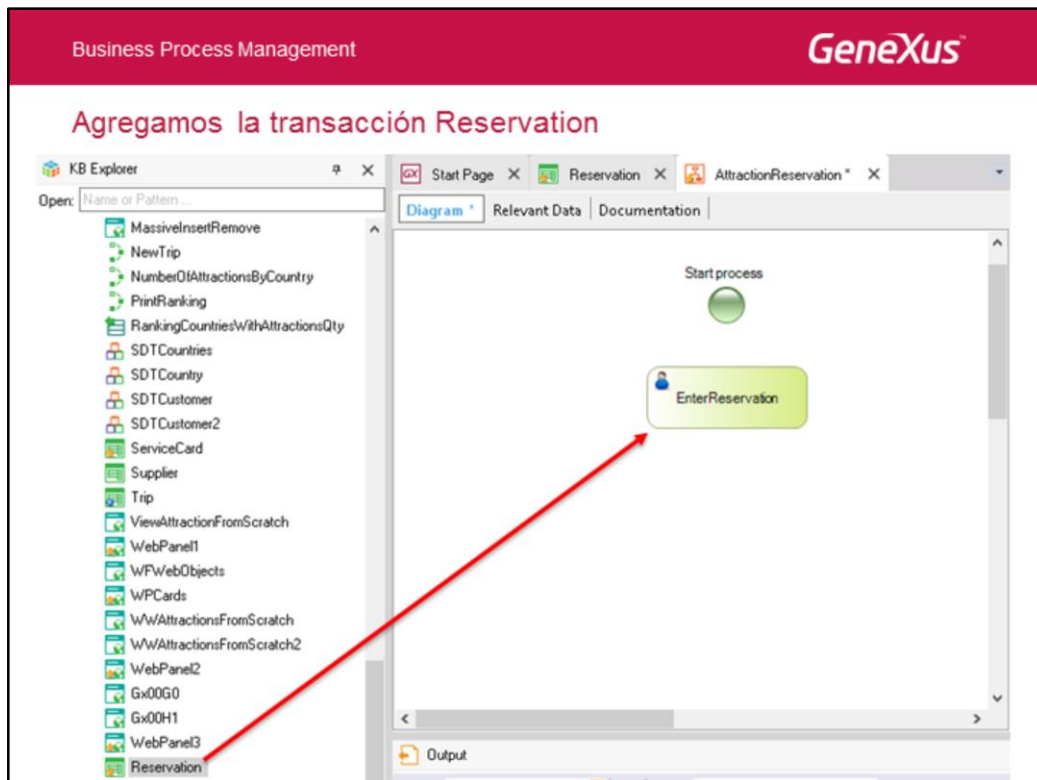 Business Process Management
GeneXus™
Agregamos la transacción Reservation
KB Explorer
Open: Name or Pattern ...
MassiveInsertRemove
NewTrip
NumberOfAttractionsByCountry
PrintRanking
RankingCountriesWithAttractionsQty
SDTCountries
SDTCountry
SDTCustomer
SDTCustomer2
ServiceCard
Supplier
Trip
ViewAttractionFromScratch
WebPanel1
WFWebObjects
WPCards
WWAttractionsFromScratch
WWAttractionsFromScratch2
WebPanel2
Gx00G0
Gx00H1
WebPanel3
Reservation
GX Start Page Reservation AttractionReservation *
Diagram * Relevant Data Documentation
Start process
EnterReservation
Output